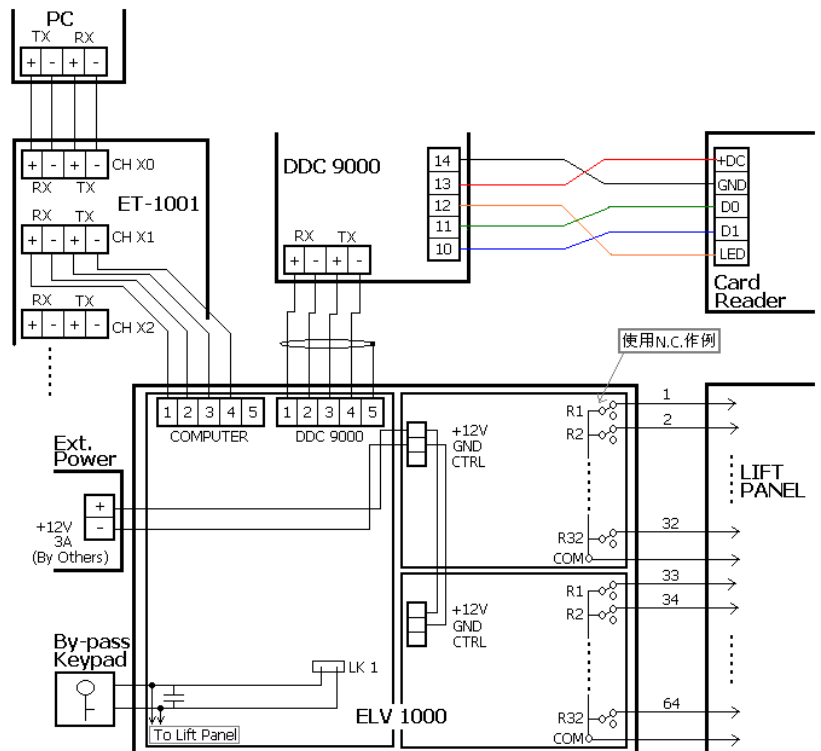 PC
TX RX
+ - + -
+ - + - CH X0
RX TX
ET-1001
RX TX
+ - + - CH X1
RX TX
+ - + - CH X2
DDC 9000
14
13
12
11
10
RX TX
+ - + -
+DC
GND
D0
D1
LED
Card
Reader
使用N.C.作例
1 2 3 4 5
COMPUTER
1 2 3 4 5
DDC 9000
+12V
GND
CTRL
R1
R2
R32
COM
1
2
32
LIFT
PANEL
Ext.
Power
+
-
+12V
3A
(By Others)
+12V
GND
CTRL
R1
R2
R32
COM
33
34
64
By-pass
Keypad
LK 1
To Lift Panel
ELV 1000